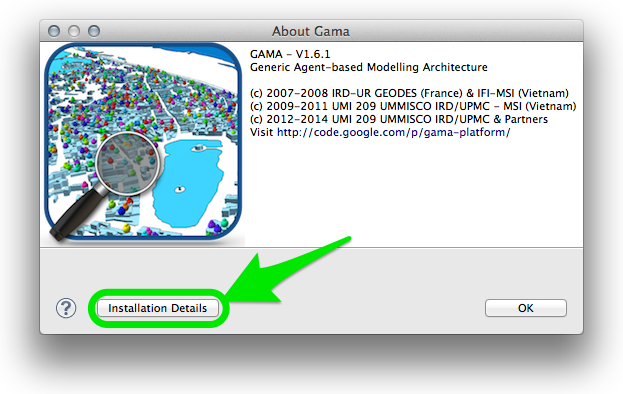 About Gama
GAMA - V1.6.1
Generic Agent-based Modelling Architecture
(c) 2007-2008 IRD-UR GEODES (France) & IFI-MSI (Vietnam)
(c) 2009-2011 UMI 209 UMMISCO IRD/UPMC - MSI (Vietnam)
(c) 2012-2014 UMI 209 UMMISCO IRD/UPMC & Partners
Visit http://code.google.com/p/gama-platform/
?
Installation Details
OK